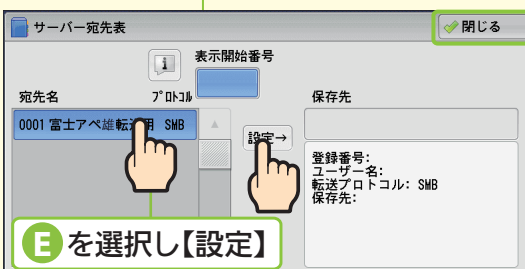 サーバー宛先表
閉じる
表示開始番号
宛先名
プロトコル
保存先
0001 富士アペ雄転送用 SMB
設定→
登録番号:
ユーザー名:
転送プロトコル: SMB
保存先:
Eを選択し【設定】